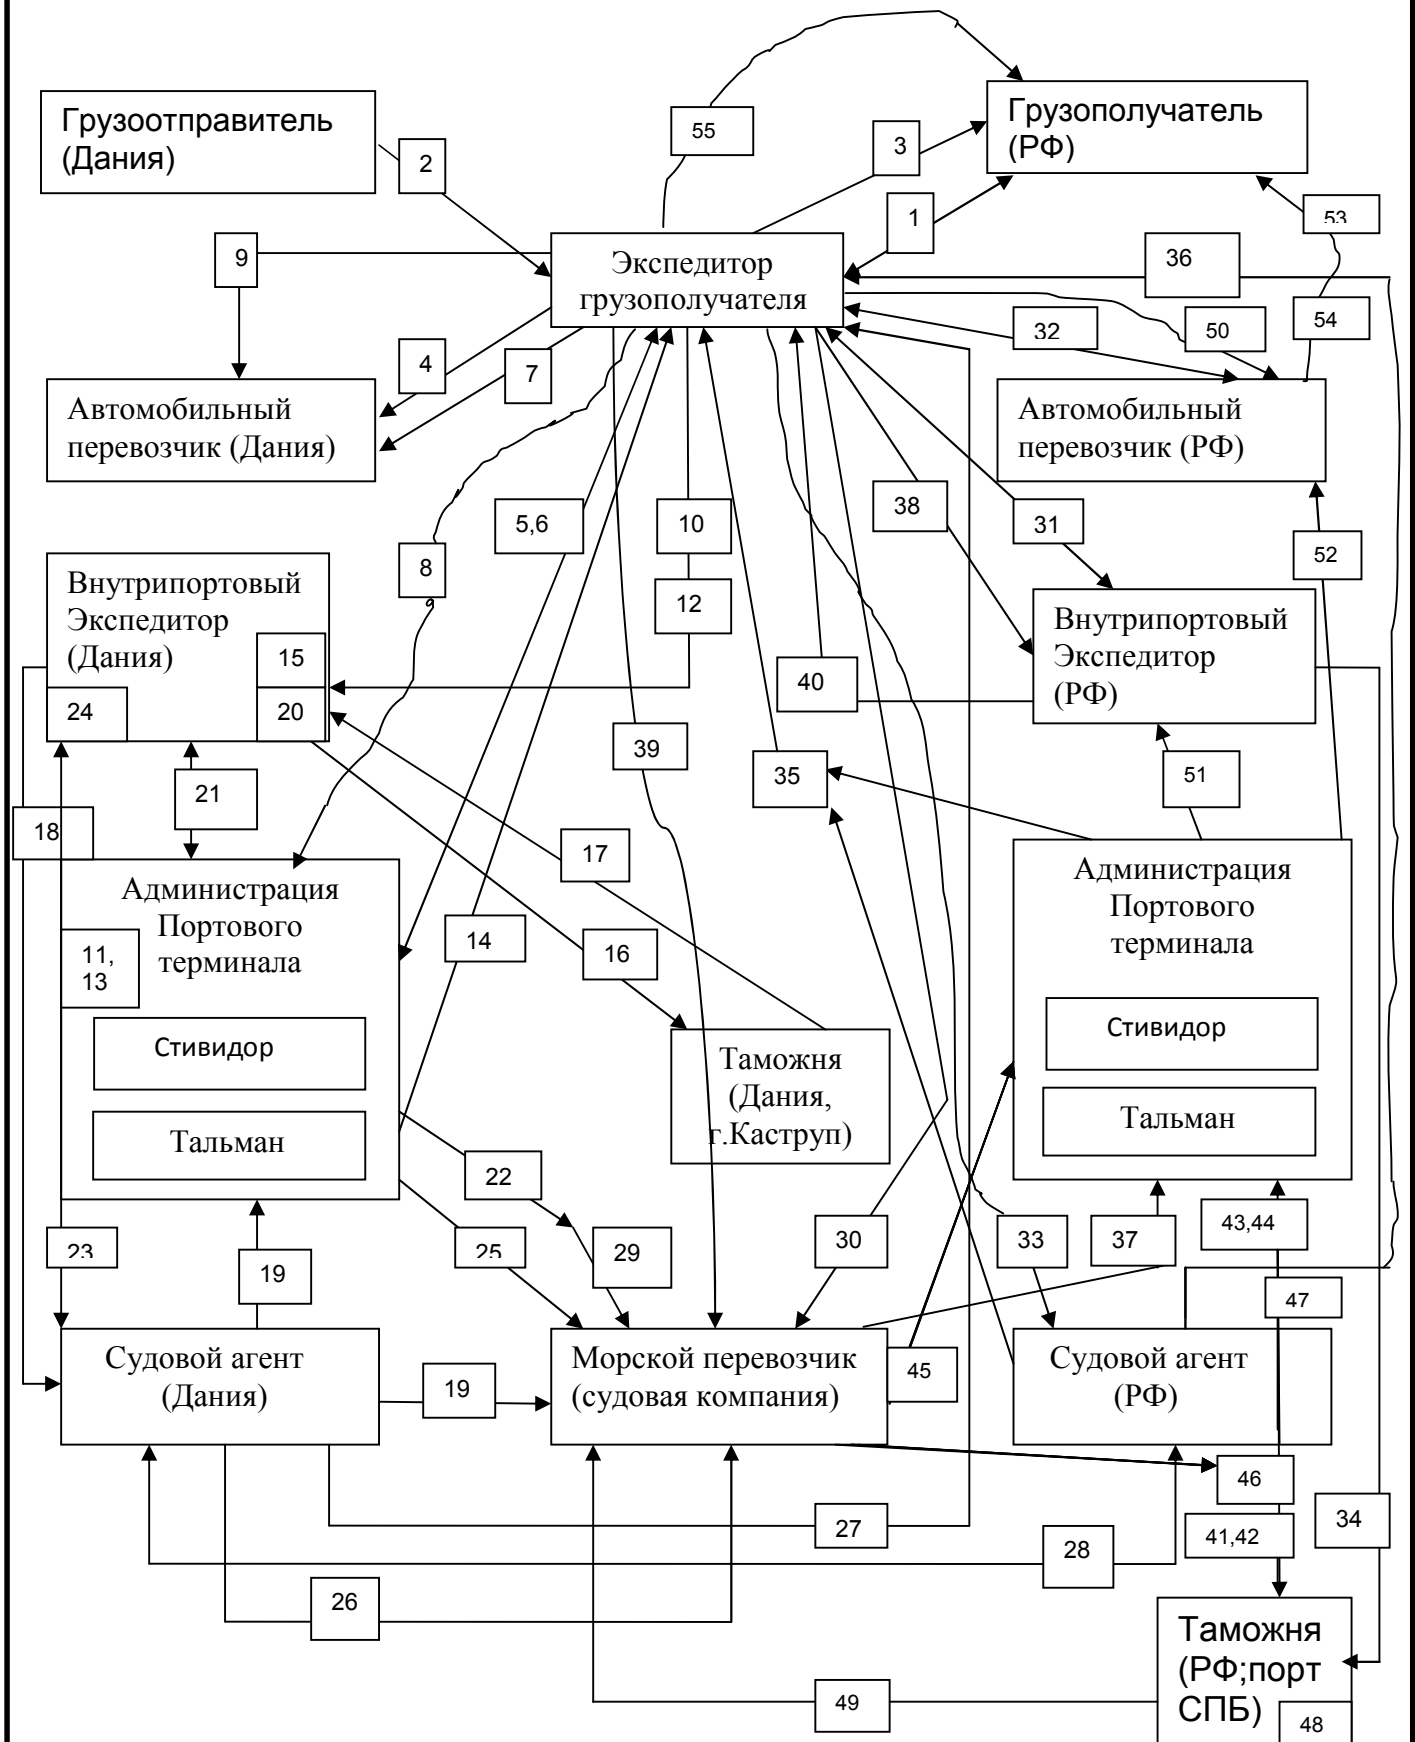 55
Грузополучатель
(РФ)
Грузоотправитель
(Дания)
3
2
1
53
9
Экспедитор
грузополучателя
36
54
32
50
4
7
Автомобильный
перевозчик (Дания)
Автомобильный
перевозчик (РФ)
5,6
10
38
31
8
52
Внутрипортовый
Экспедитор
(Дания)
12
15
24
20
Внутрипортовый
Экспедитор
(РФ)
40
39
35
51
21
18
17
Администрация
Портового
терминала
Администрация
Портового
терминала
11,
13
14
16
Стивидор
Стивидор
Тальман
Таможня
(Дания,
г.Каструп)
Тальман
22
23
19
25
29
30
33
37
43,44
47
Судовой агент
(Дания)
19
Морской перевозчик
(судовая компания)
45
Судовой агент
(РФ)
46
27
28
41,42
34
26
Таможня
(РФ;порт
СПБ)
49
48